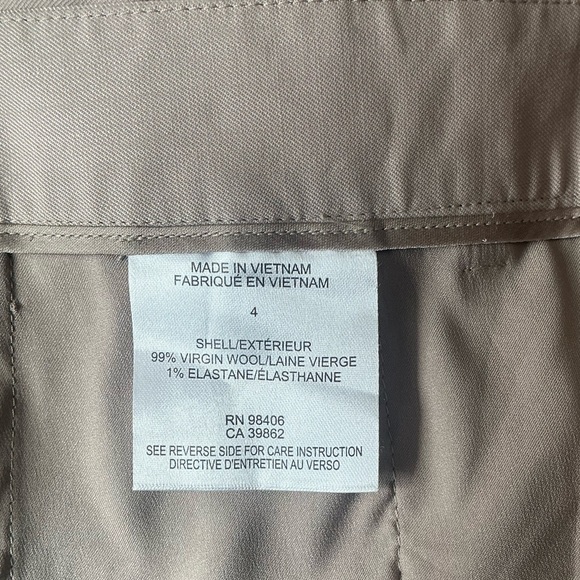 MADE IN VIETNAM
FABRIQUÉ EN VIETNAM
4
SHELL/EXTÉRIEUR
99% VIRGIN WOOL/LAINE VIERGE
1% ELASTANE/ÉLASTHANNE
RN 98406
CA 39862
SEE REVERSE SIDE FOR CARE INSTRUCTION
DIRECTIVE D'ENTRETIEN AU VERSO